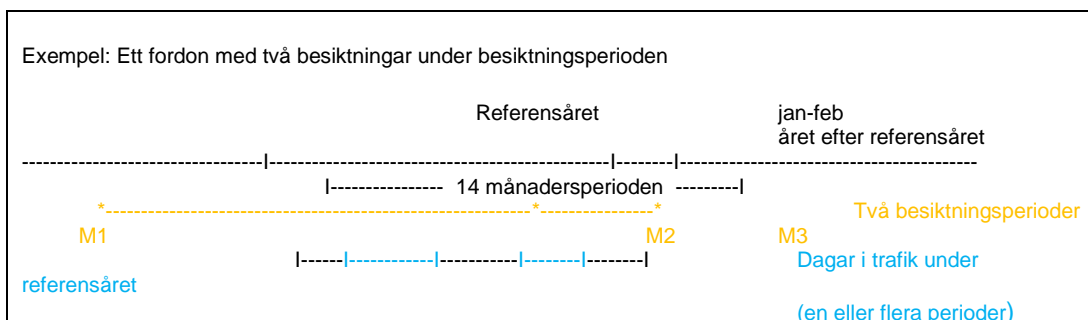 Exempel: Ett fordon med två besiktningar under besiktningsperioden
Referensåret jan-feb
året efter referensåret
----------------------------------I------------------------------------------------I--------I------------------------------------------
I---------------- 14 månadersperioden ---------I
*------------------------------------------------------------*----------------* Två besiktningsperioder
M1 M2 M3
I------I------------I-----------I--------I--------I Dagar i trafik under
referensåret
(en eller flera perioder)